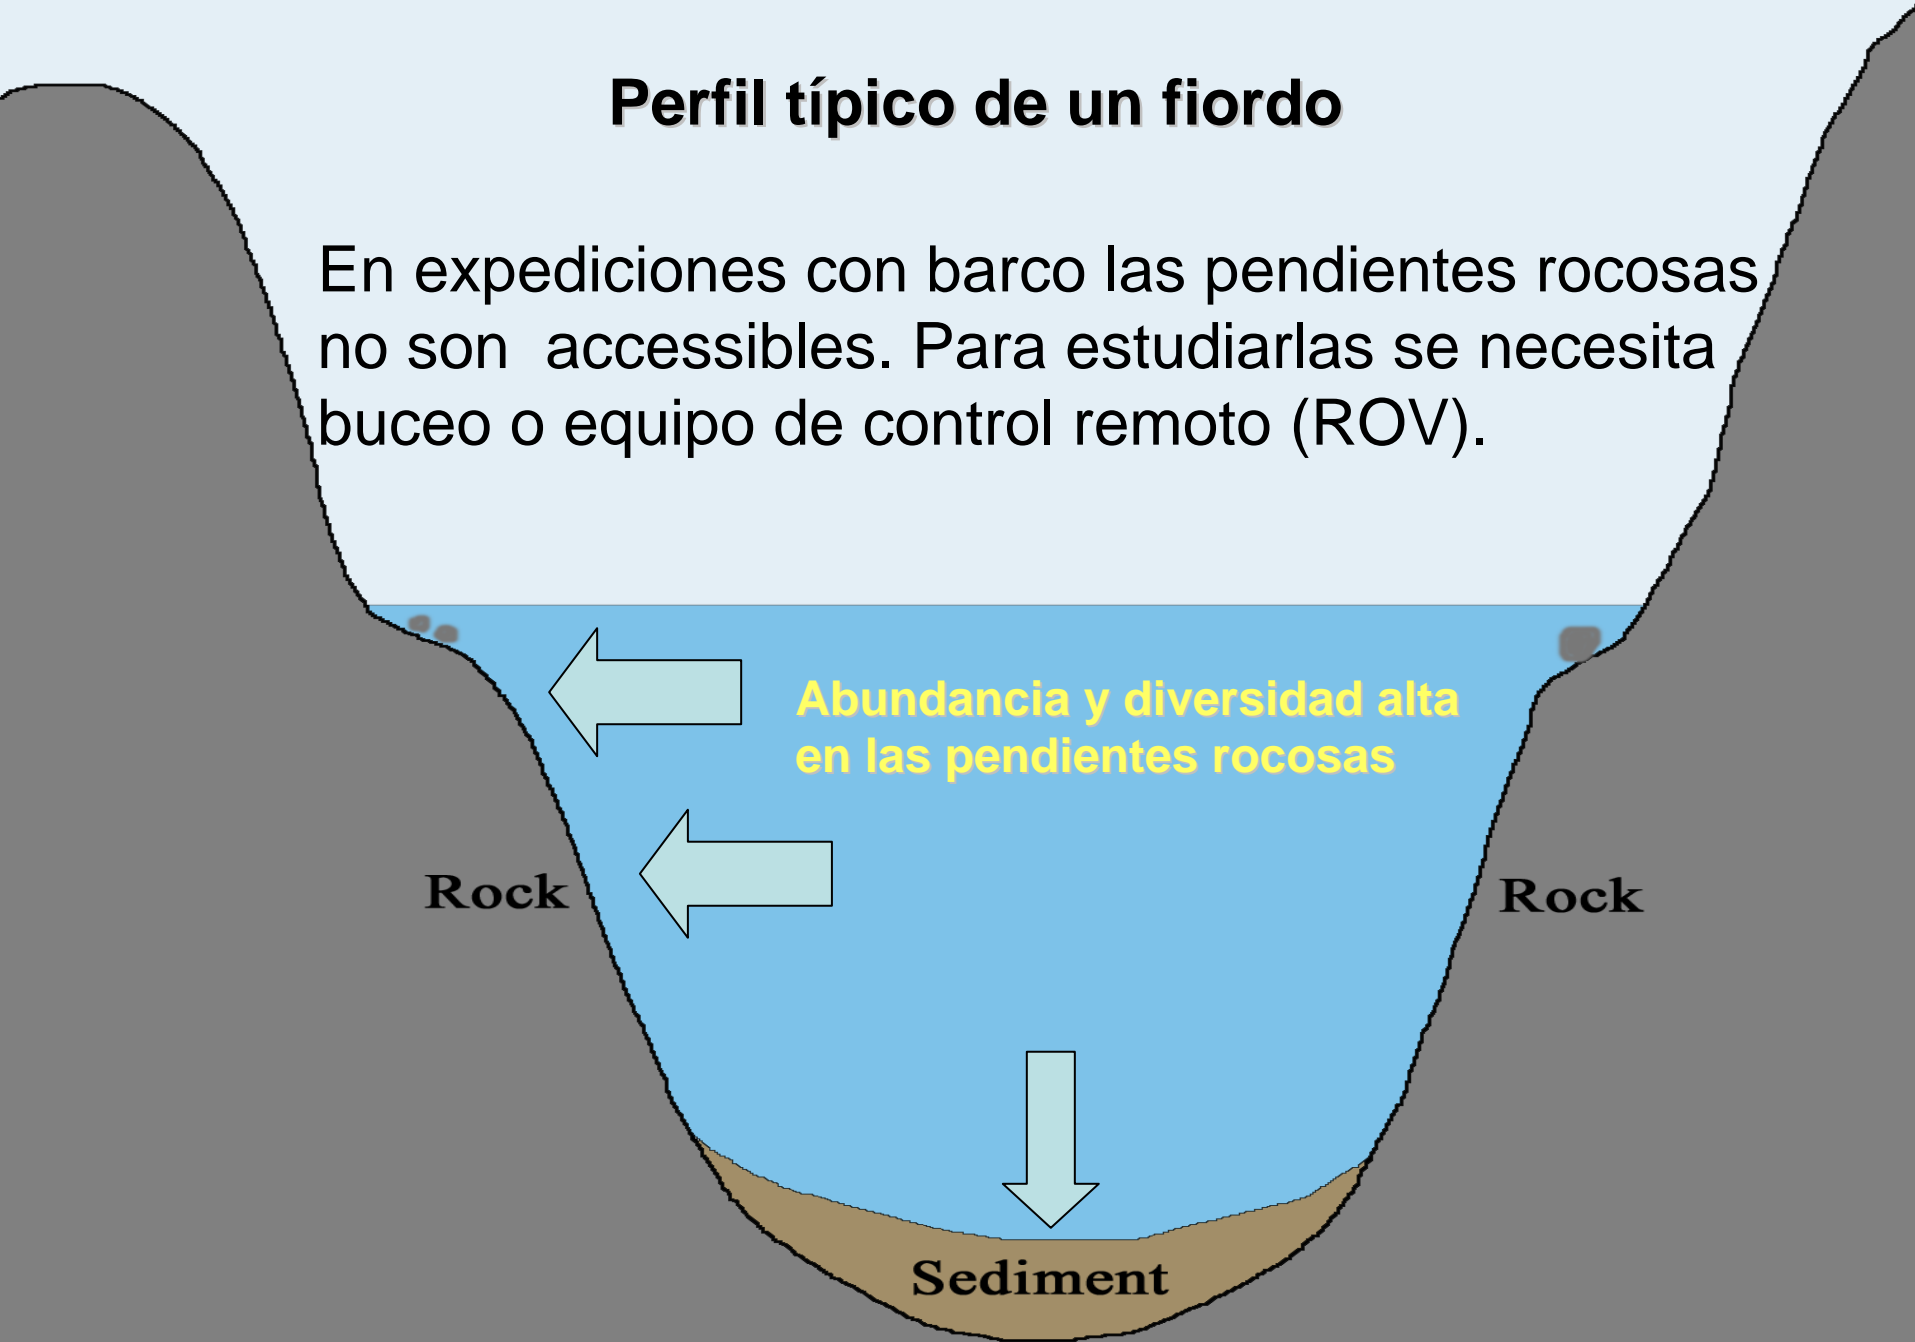 Perfil típico de un fiordo
En expediciones con barco las pendientes rocosas
no son  accessibles. Para estudiarlas se necesita
buceo o equipo de control remoto (ROV).
Abundancia y diversidad alta
en las pendientes rocosas
Rock
Rock
Sediment